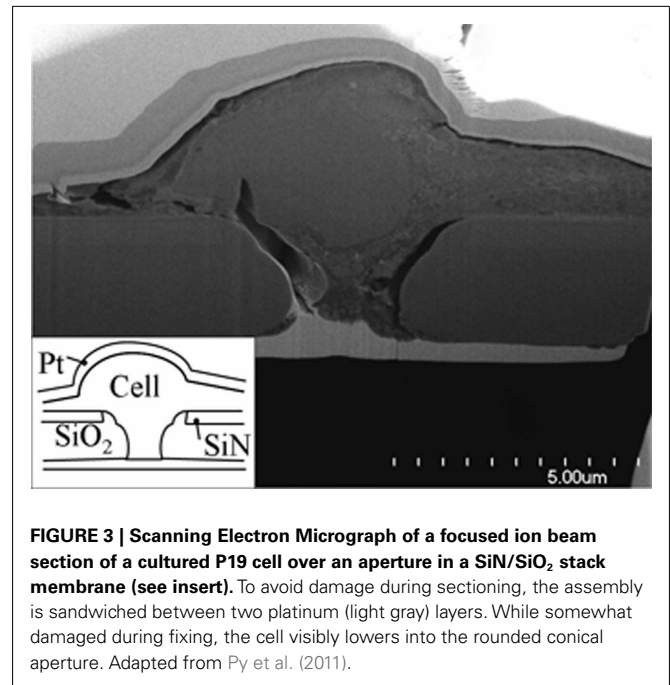 Pt
Cell
SiO₂
SiN
5.00um
FIGURE 3 | Scanning Electron Micrograph of a focused ion beam
section of a cultured P19 cell over an aperture in a SiN/SiO₂ stack
membrane (see insert). To avoid damage during sectioning, the assembly
is sandwiched between two platinum (light gray) layers. While somewhat
damaged during fixing, the cell visibly lowers into the rounded conical
aperture. Adapted from Py et al. (2011).